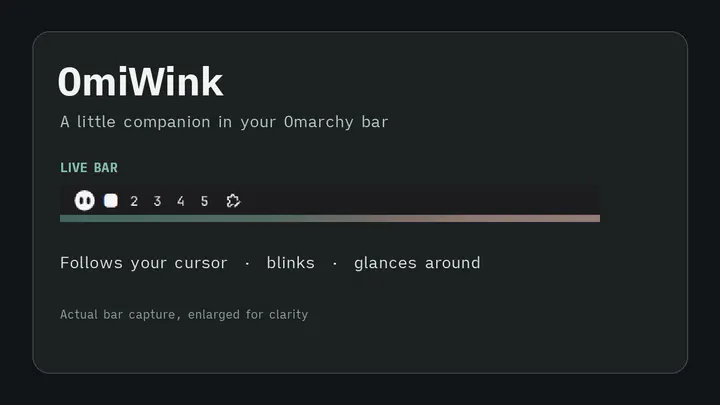 OmiWink
A little companion in your Omarchy bar
LIVE BAR
2 3 4 5
Follows your cursor · blinks · glances around
Actual bar capture, enlarged for clarity